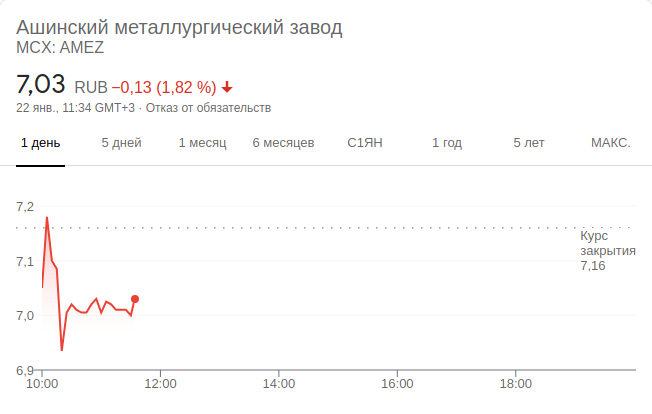 Ашинский металлургический завод
MCX: AMEZ
7,03 RUB −0,13 (1,82 %)
22 янв., 11:34 GMT+3 · Отказ от обязательств
1 день 5 дней 1 месяц 6 месяцев С1ЯН 1 год 5 лет МАКС.
7,2
Курс
закрытия
7,16
7,1
7,0
6,9
10:00 12:00 14:00 16:00 18:00